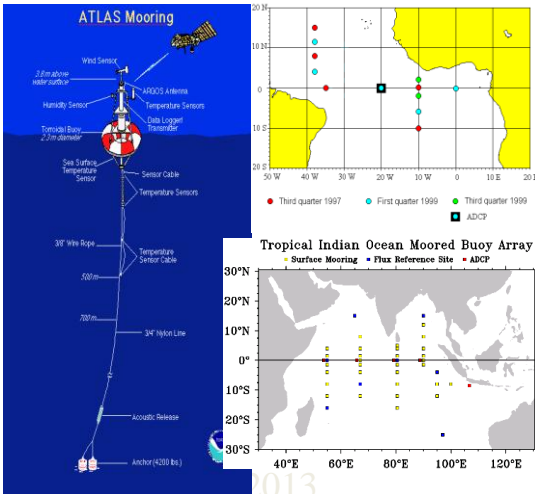 ATLAS Mooring
Wind Sensor
3.8m above
water surface
ARGOS Antenna
Humidity Sensor
Temperature Sensors
Data Logger/
Transmitter
Torroidal Buoy
2.3m diameter
Sea Surface
Temperature
Sensor
Sensor Cable
Temperature Sensors
3/8" Wire Rope
Temperature
Sensor Cable
500 m
700 m
3/4" Nylon Line
Acoustic Release
Anchor (4200 lbs.)
20 N
10 N
0
10 S
20 S
50 W 40 W 30 W 20 W 10 W 0 W 10 E
Third quarter 1997 First quarter 1999 Third quarter 1999
ADCP
Tropical Indian Ocean Moored Buoy Array
Surface Mooring Flux Reference Site ADCP
30°N
20°N
10°N
0°
10°S
20°S
30°S
40°E 60°E 80°E 100°E 120°E
2013